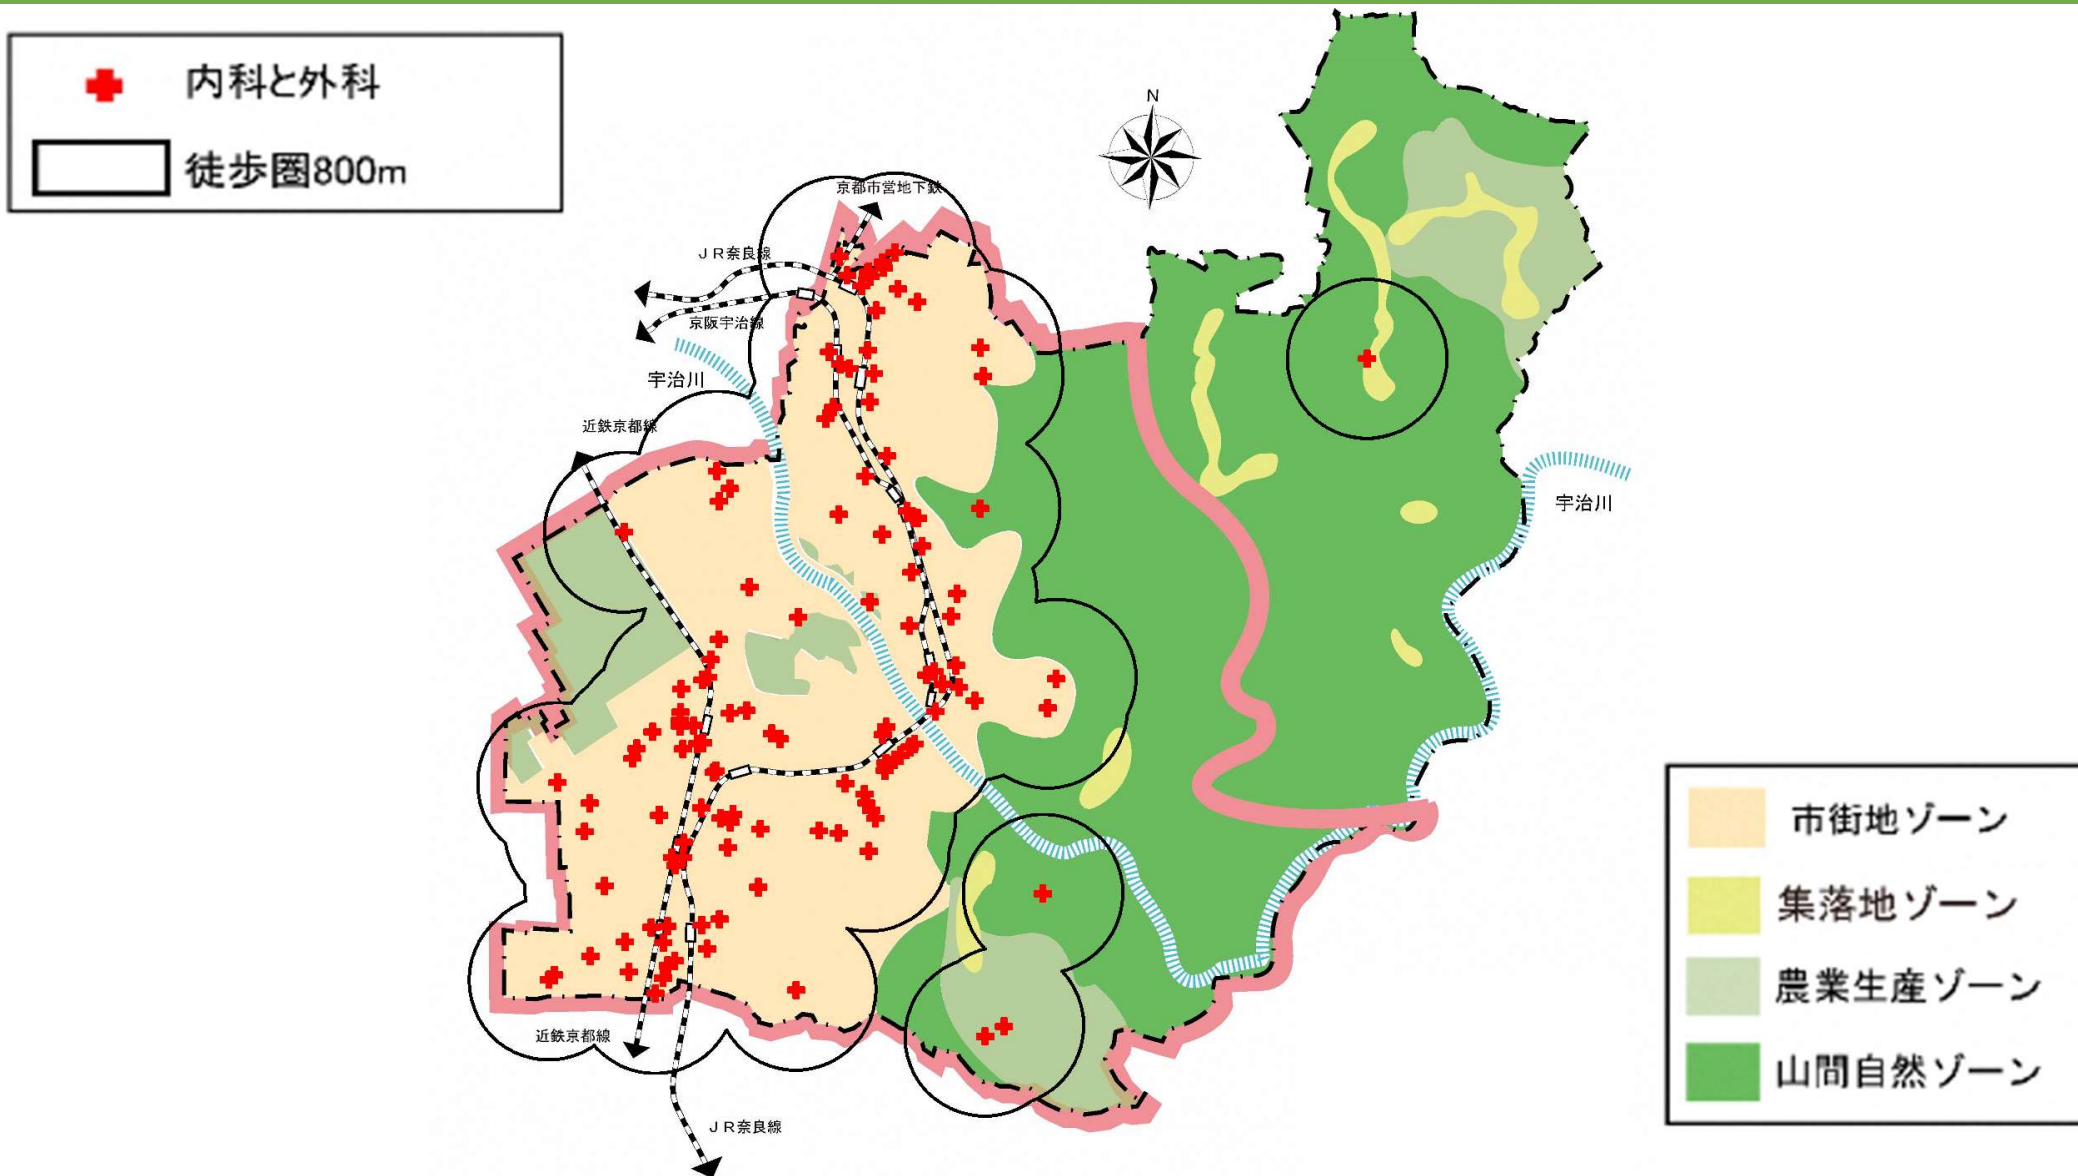 内科と外科
徒歩圏800m
N
京都市営地下鉄
ＪＲ奈良線
京阪宇治線
宇治川
近鉄京都線
宇治川
近鉄京都線
ＪＲ奈良線
市街地ゾーン
集落地ゾーン
農業生産ゾーン
山間自然ゾーン